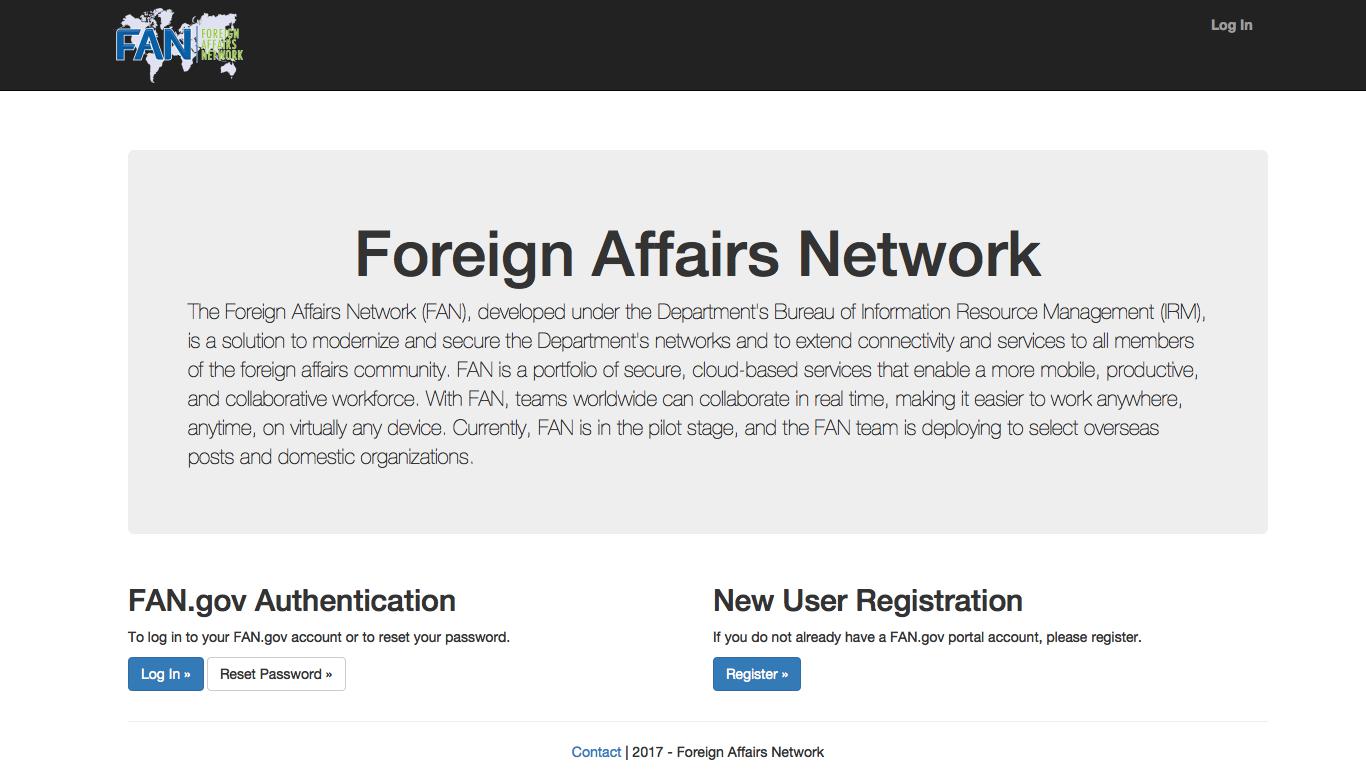 FAN
FOREIGN
AFFAIRS
NETWORK
Log In
Foreign Affairs Network
The Foreign Affairs Network (FAN), developed under the Department's Bureau of Information Resource Management (IRM),
is a solution to modernize and secure the Department's networks and to extend connectivity and services to all members
of the foreign affairs community. FAN is a portfolio of secure, cloud-based services that enable a more mobile, productive,
and collaborative workforce. With FAN, teams worldwide can collaborate in real time, making it easier to work anywhere,
anytime, on virtually any device. Currently, FAN is in the pilot stage, and the FAN team is deploying to select overseas
posts and domestic organizations.
FAN.gov Authentication
To log in to your FAN.gov account or to reset your password.
Log In »
Reset Password »
New User Registration
If you do not already have a FAN.gov portal account, please register.
Register »
Contact | 2017 - Foreign Affairs Network